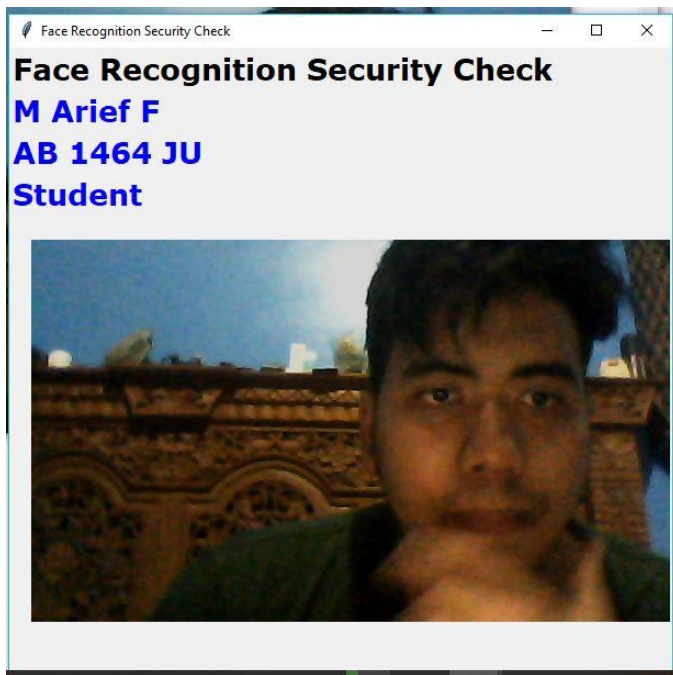 Face Recognition Security Check
Face Recognition Security Check
M Arief F
AB 1464 JU
Student